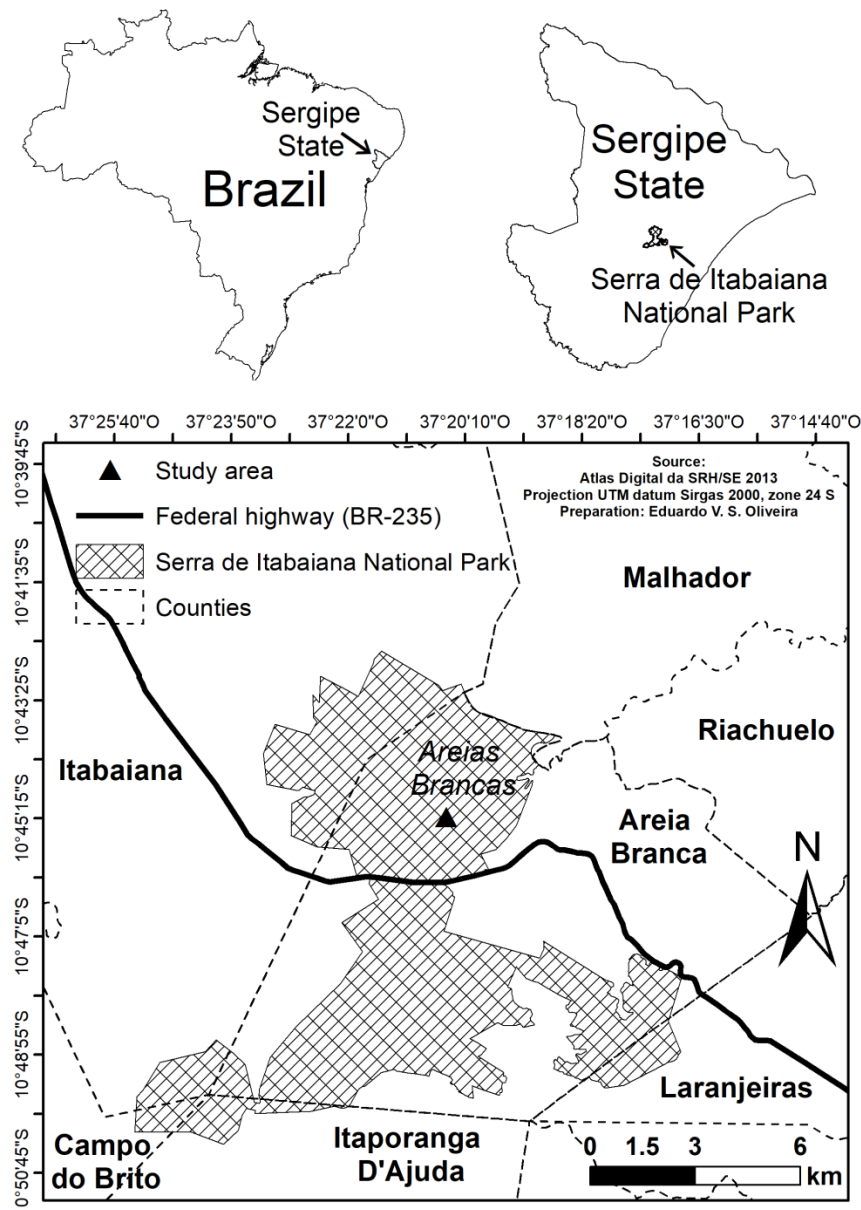 Sergipe
State
Brazil
Sergipe
State
Serra de Itabaiana
National Park
37°25'40"O 37°23'50"O 37°22'0"O 37°20'10"O 37°18'20"O 37°16'30"O 37°14'40"O
10°39'45"S
10°41'35"S
10°43'25"S
10°45'15"S
10°47'5"S
10°48'55"S
0°50'45"S
Study area
Federal highway (BR-235)
Serra de Itabaiana National Park
Counties
Source:
Atlas Digital da SRH/SE 2013
Projection UTM datum Sirgas 2000, zone 24 S
Preparation: Eduardo V. S. Oliveira
Malhador
Riachuelo
Itabaiana
Areias
Brancas
Areia
Branca
N
Laranjeiras
Campo
do Brito
Itaporanga
D'Ajuda
0 1.5 3 6
km